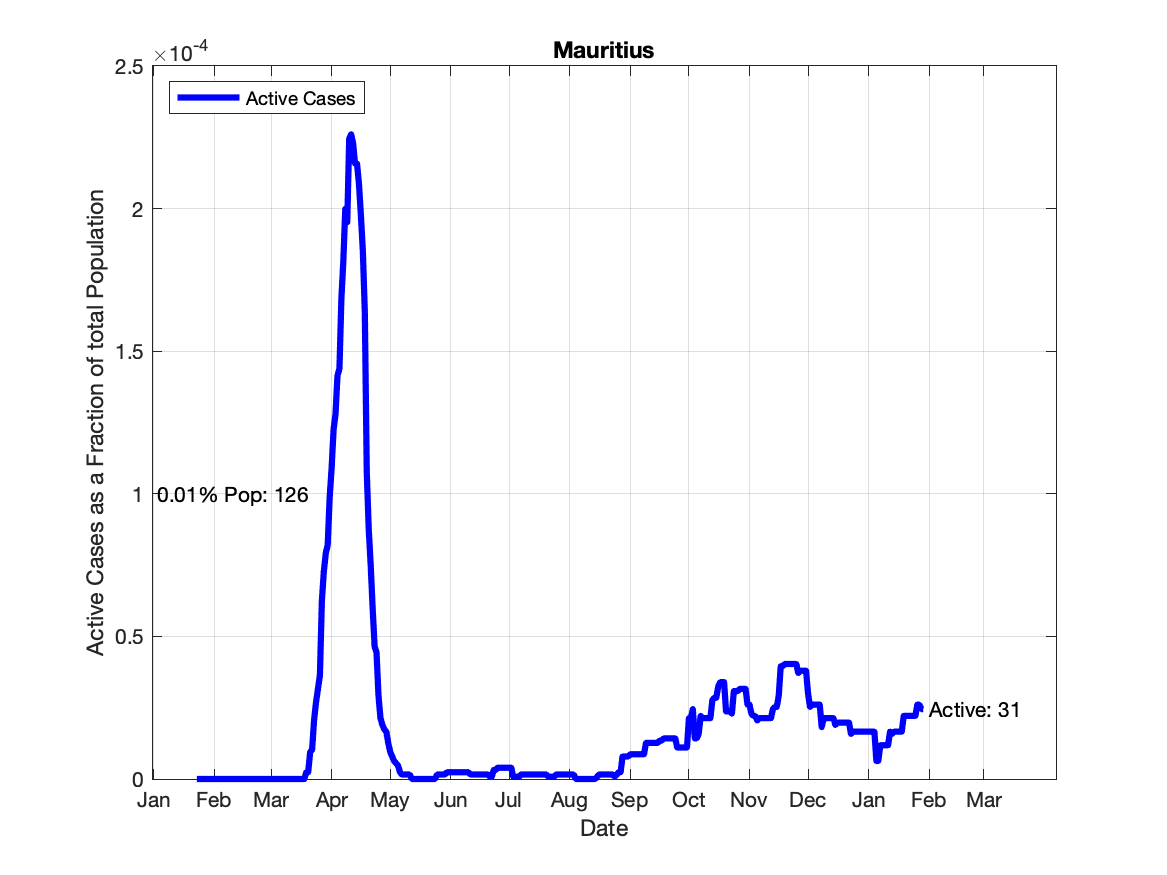 Mauritius
×10-4
2.5
2
1.5
1
0.5
0
Active Cases
0.01% Pop: 126
Active: 31
Active Cases as a Fraction of total Population
Jan Feb Mar Apr May Jun Jul Aug Sep Oct Nov Dec Jan Feb Mar
Date